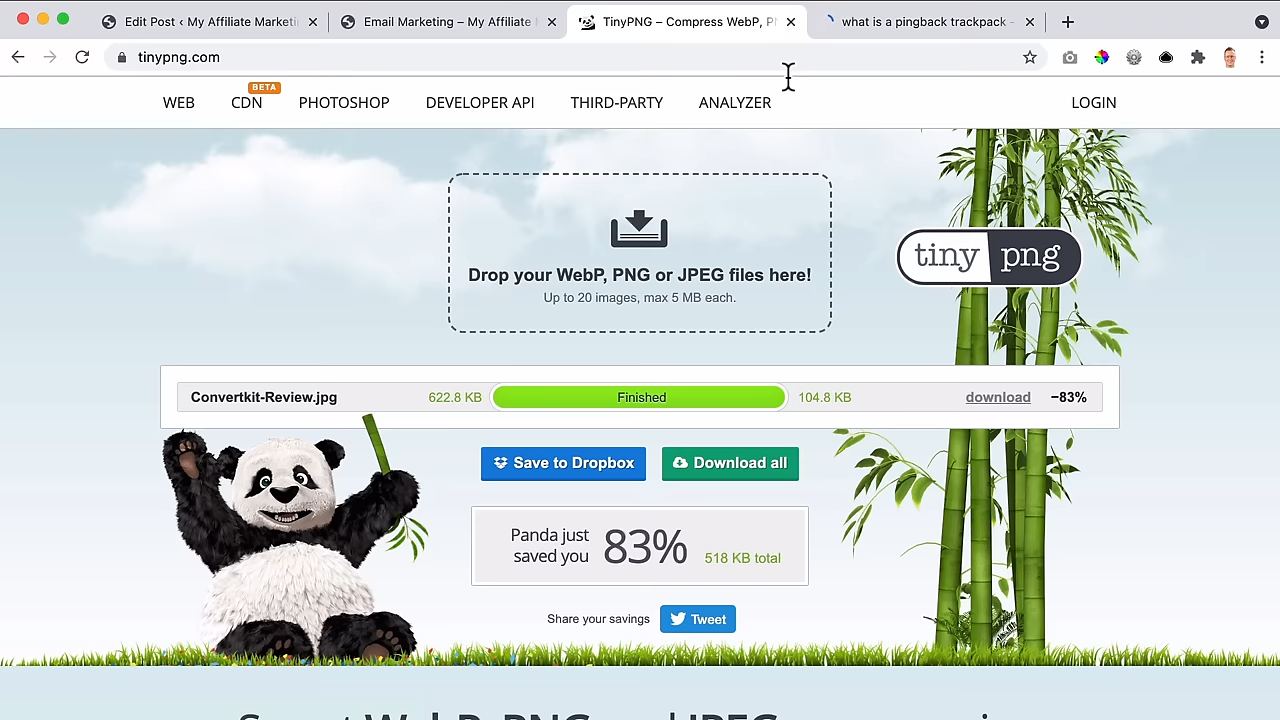 Edit Post ‹ My Affiliate Marketi
Email Marketing – My Affiliate
TinyPNG – Compress WebP, P
what is a pingback trackpack -
tinypng.com
WEB
CDN
BETA
PHOTOSHOP
DEVELOPER API
THIRD-PARTY
ANALYZER
LOGIN
Drop your WebP, PNG or JPEG files here!
Up to 20 images, max 5 MB each.
tiny png
Convertkit-Review.jpg 622.8 KB Finished 104.8 KB download −83%
Save to Dropbox
Download all
Panda just
saved you
83%
518 KB total
Share your savings
Tweet